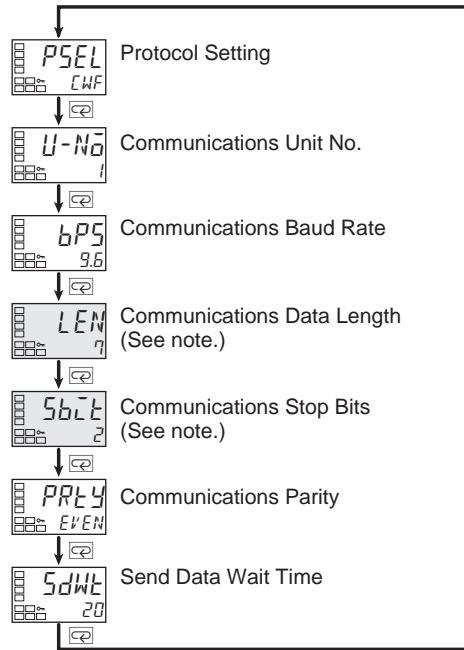 PSEL
CWF
Protocol Setting
U-No
1
Communications Unit No.
bPS
9.6
Communications Baud Rate
LEN
7
Communications Data Length
(See note.)
Sbit
2
Communications Stop Bits
(See note.)
PRtY
EVEN
Communications Parity
SdWt
20
Send Data Wait Time